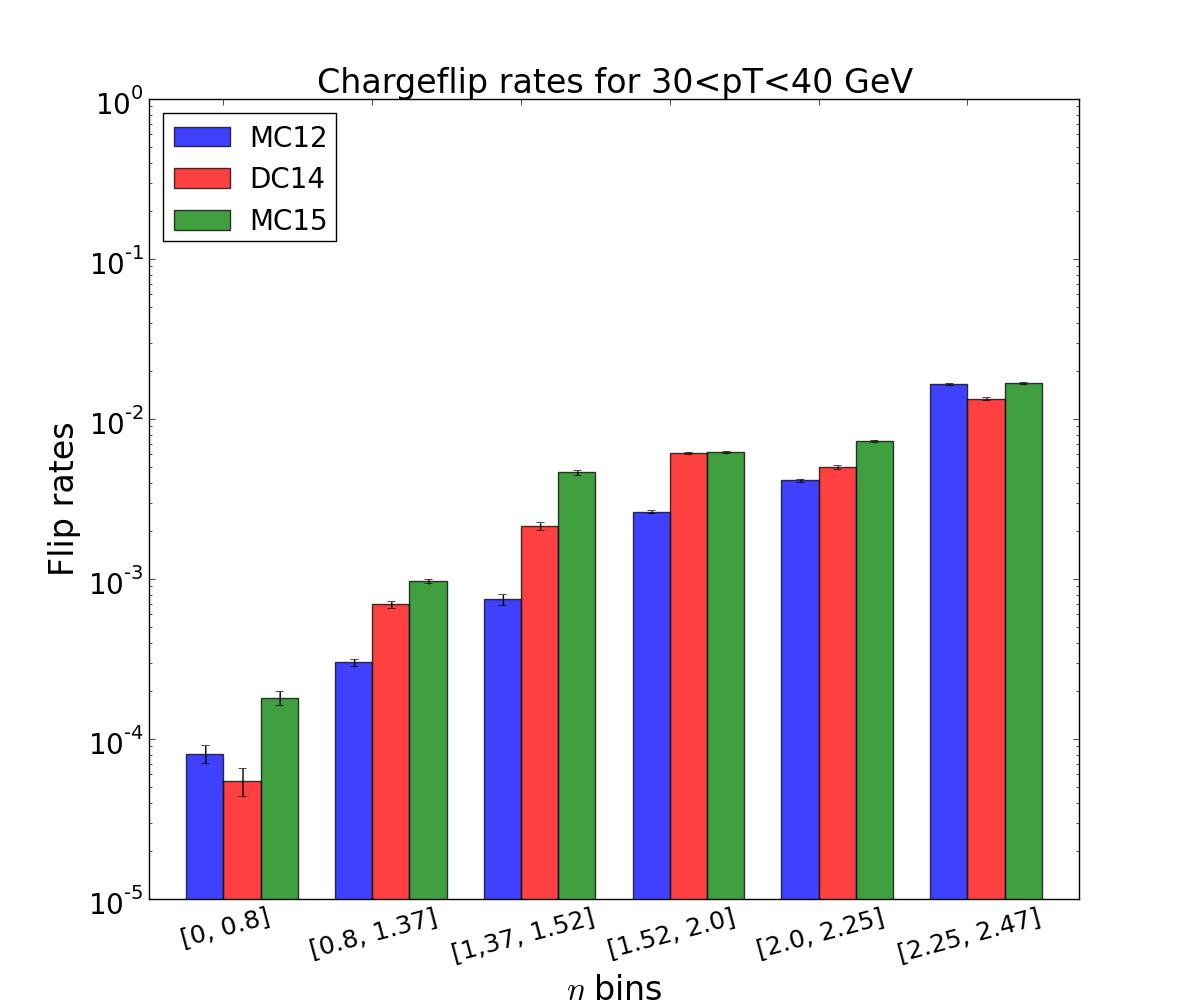 Chargeflip rates for 30<pT<40 GeV
10^0
10^-1
10^-2
10^-3
10^-4
10^-5
MC12
DC14
MC15
Flip rates
[0, 0.8]
[0.8, 1.37]
[1,37, 1.52]
[1.52, 2.0]
[2.0, 2.25]
[2.25, 2.47]
η bins